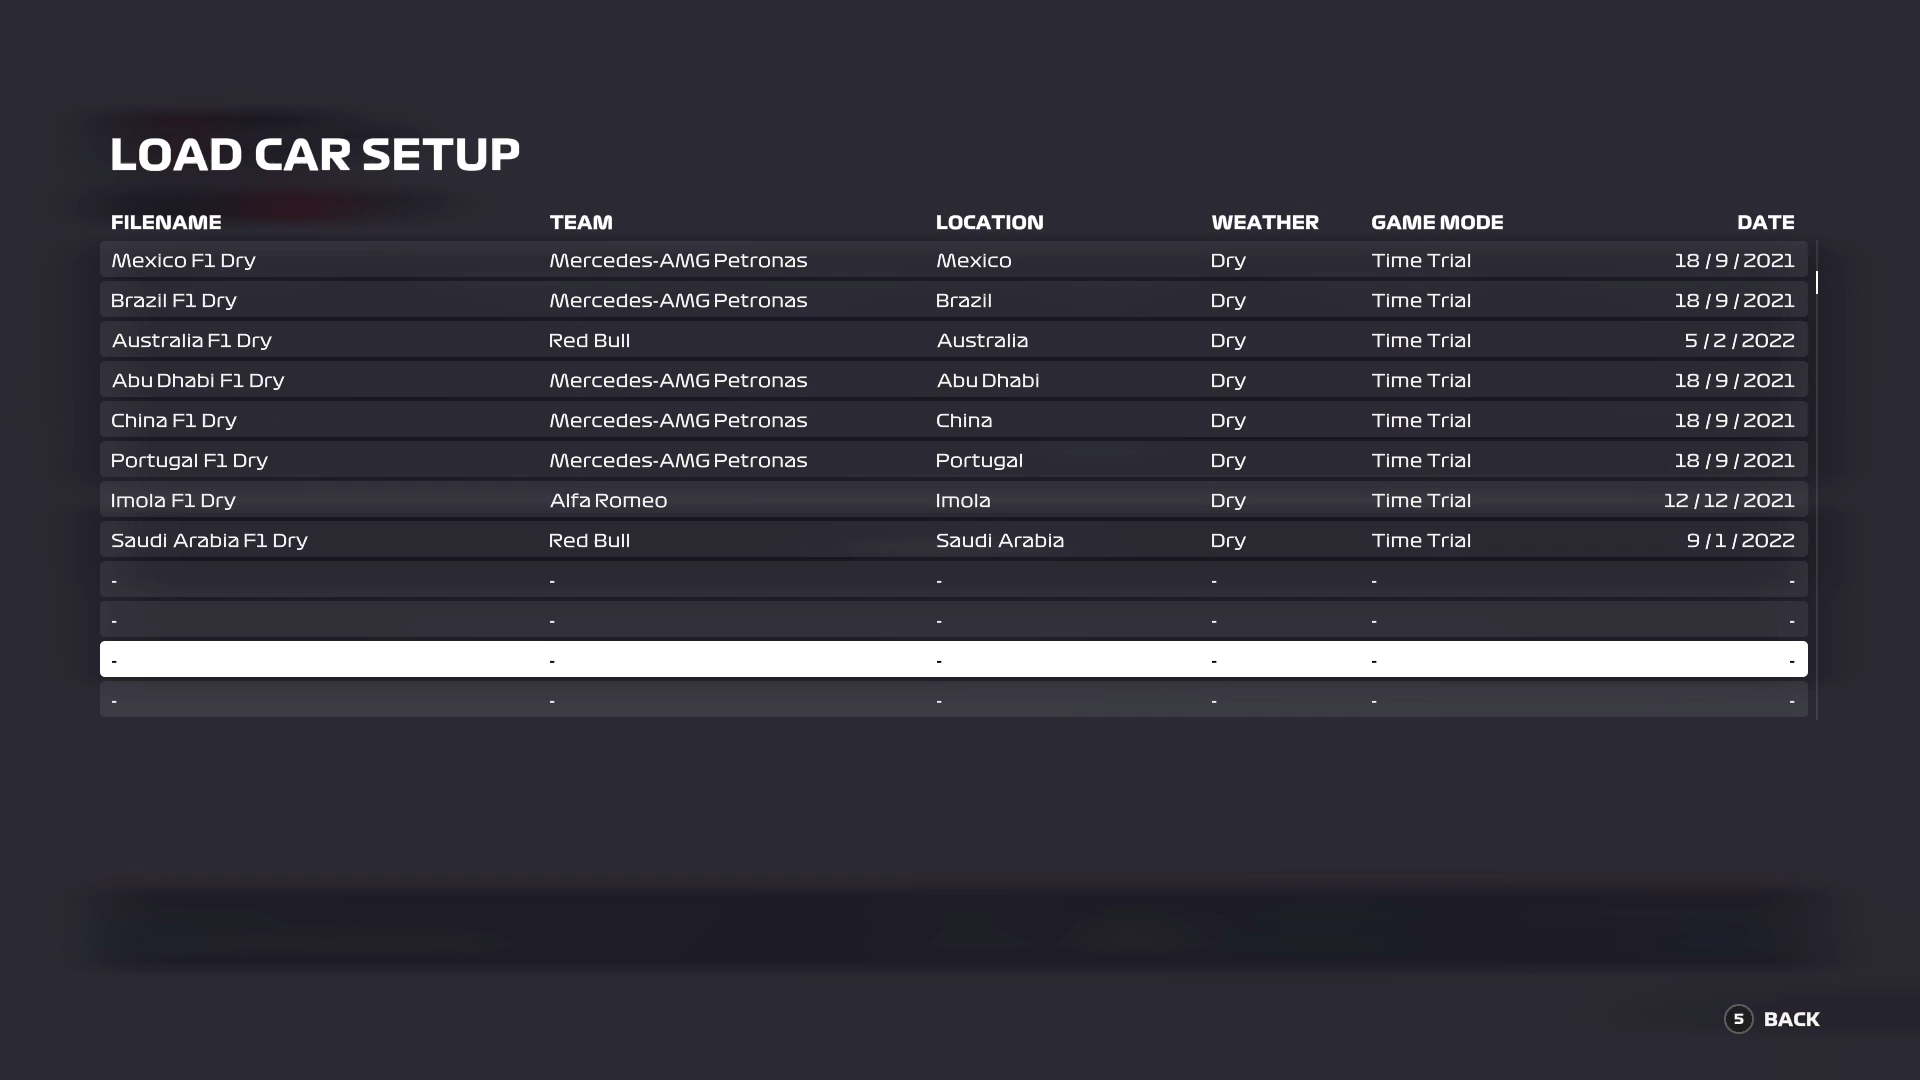 LOAD CAR SETUP
FILENAME TEAM LOCATION WEATHER GAME MODE DATE
Mexico F1 Dry Mercedes-AMG Petronas Mexico Dry Time Trial 18 / 9 / 2021
Brazil F1 Dry Mercedes-AMG Petronas Brazil Dry Time Trial 18 / 9 / 2021
Australia F1 Dry Red Bull Australia Dry Time Trial 5 / 2 / 2022
Abu Dhabi F1 Dry Mercedes-AMG Petronas Abu Dhabi Dry Time Trial 18 / 9 / 2021
China F1 Dry Mercedes-AMG Petronas China Dry Time Trial 18 / 9 / 2021
Portugal F1 Dry Mercedes-AMG Petronas Portugal Dry Time Trial 18 / 9 / 2021
Imola F1 Dry Alfa Romeo Imola Dry Time Trial 12 / 12 / 2021
Saudi Arabia F1 Dry Red Bull Saudi Arabia Dry Time Trial 9 / 1 / 2022
- - - - - -
- - - - - -
- - - - - -
- - - - - -
5 BACK